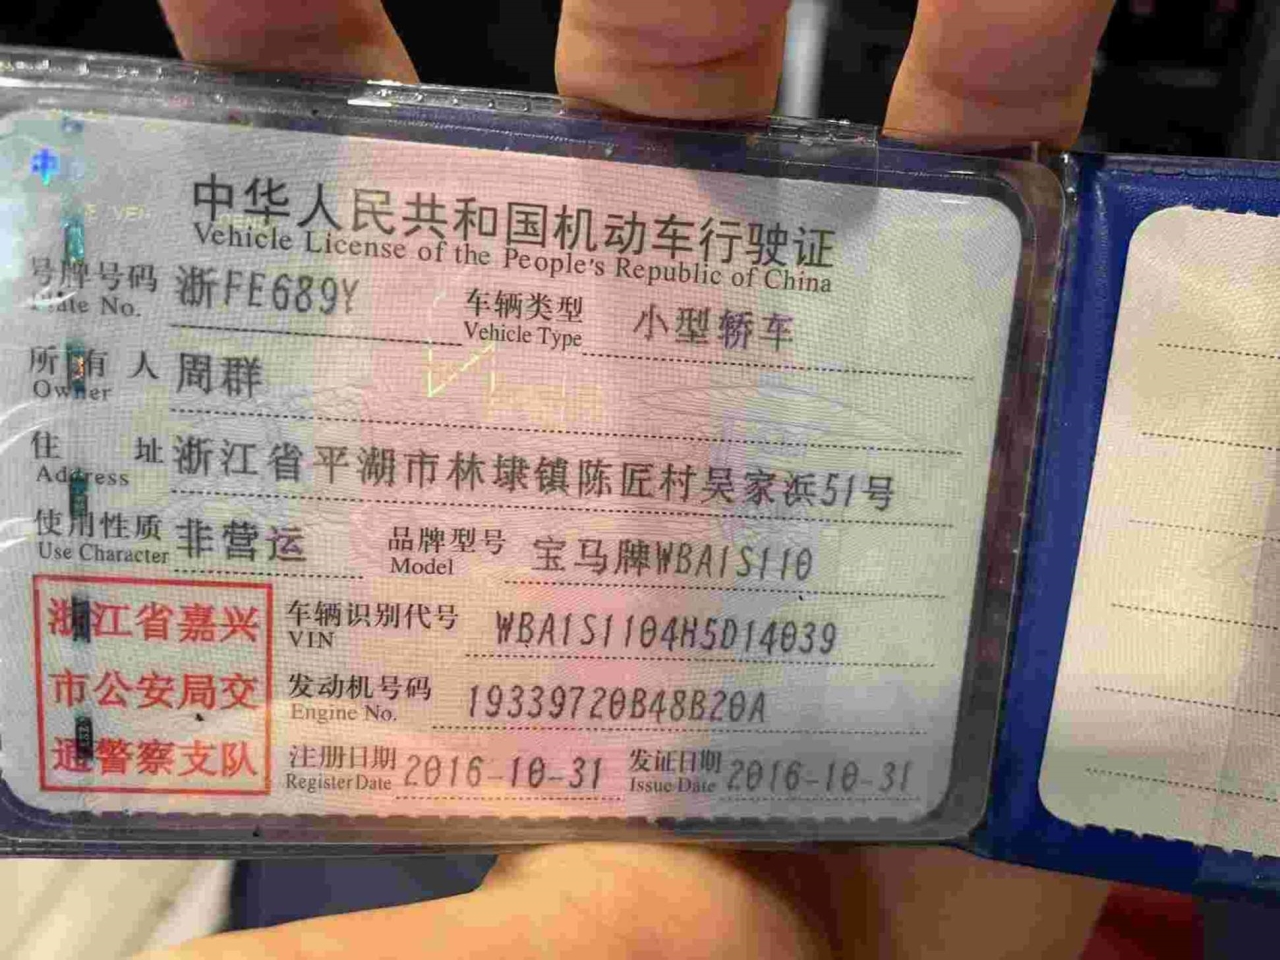 中华人民共和国机动车行驶证
Vehicle License of the People's Republic of China
号牌号码 浙FE689Y 车辆类型 小型轿车
Plate No. Vehicle Type
所有人 周群
Owner
住址 浙江省平湖市林埭镇陈匠村吴家浜51号
Address
使用性质 非营运 品牌型号 宝马牌WBA1S110
Use Character Model
浙江省嘉兴
市公安局交
通警察支队
车辆识别代号 WBA1S1104H5D14039
VIN
发动机号码 19339720B48B20A
Engine No.
注册日期 2016-10-31 发证日期 2016-10-31
Register Date Issue Date